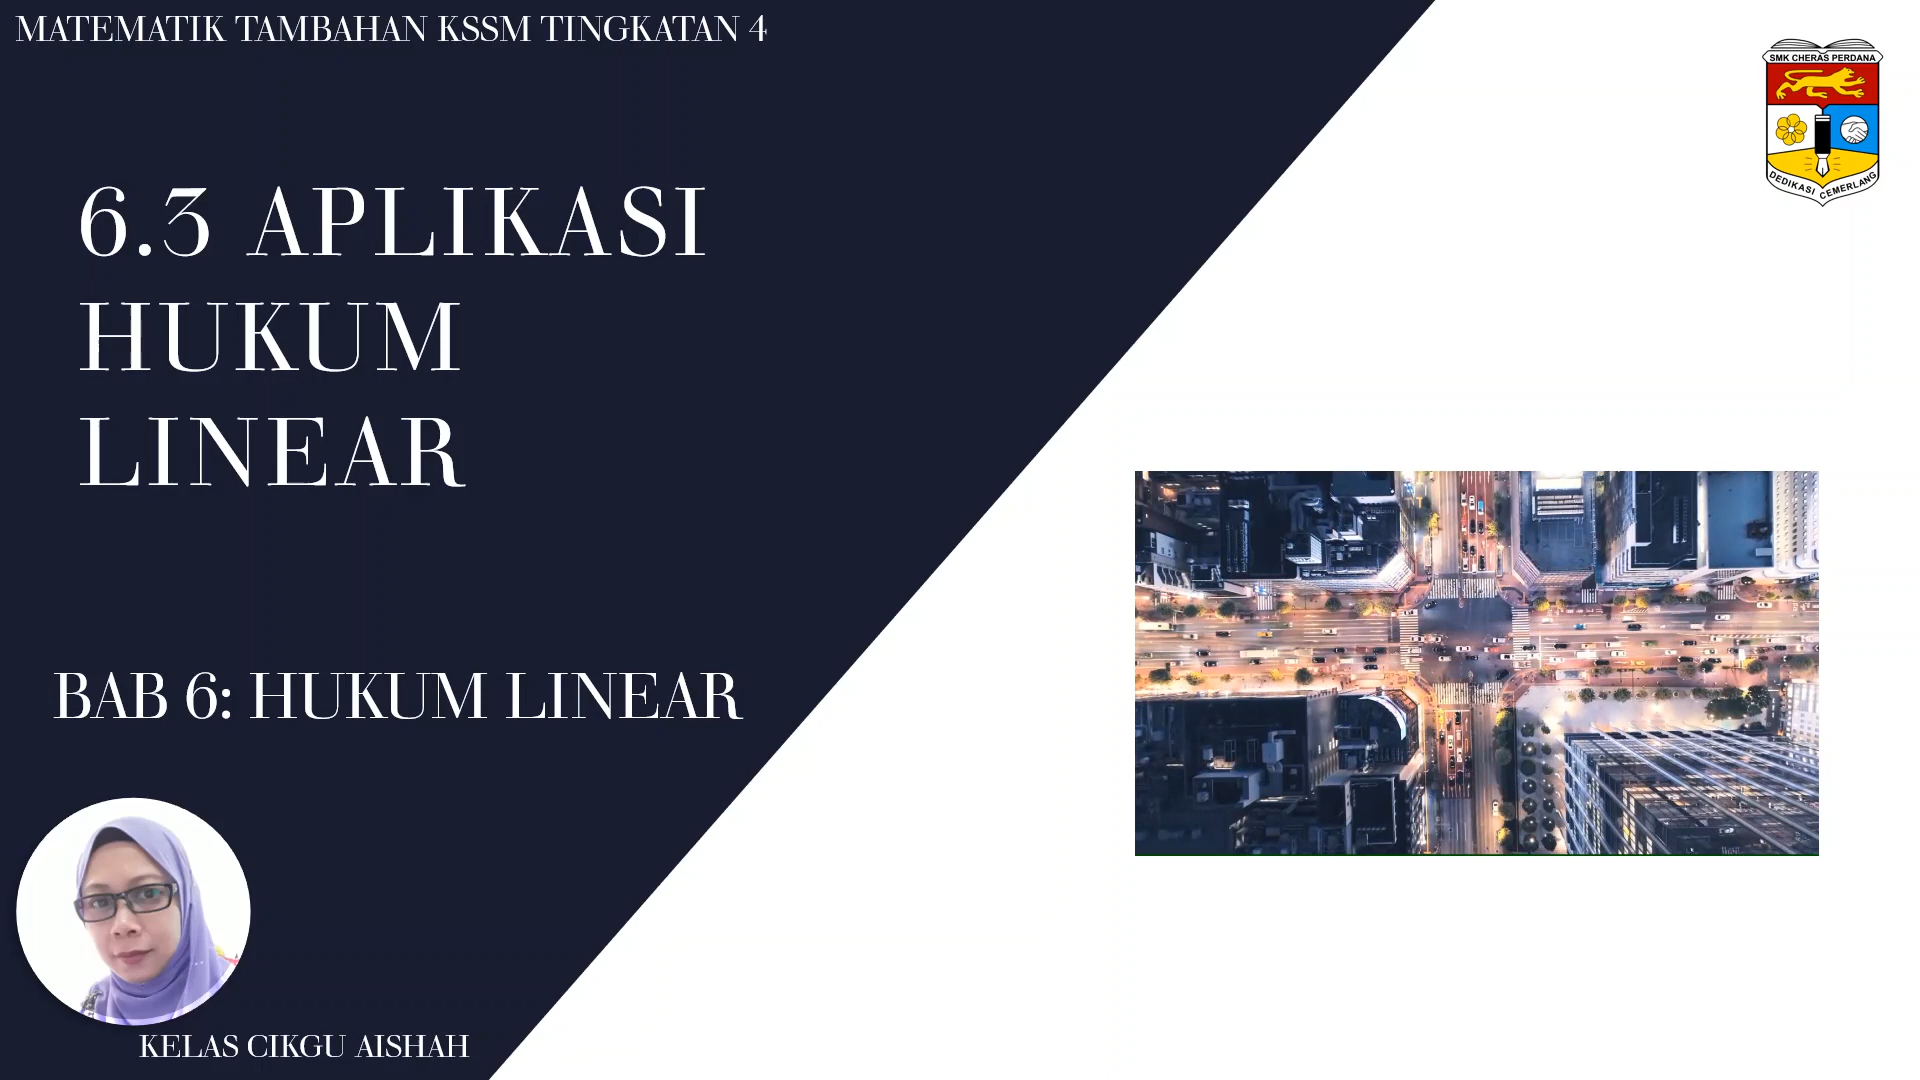 MATEMATIK TAMBAHAN KSSM TINGKATAN 4
SMK CHERAS PERDANA
DEDIKASI CEMERLANG
6.3 APLIKASI
HUKUM
LINEAR
BAB 6: HUKUM LINEAR
KELAS CIKGU AISHAH